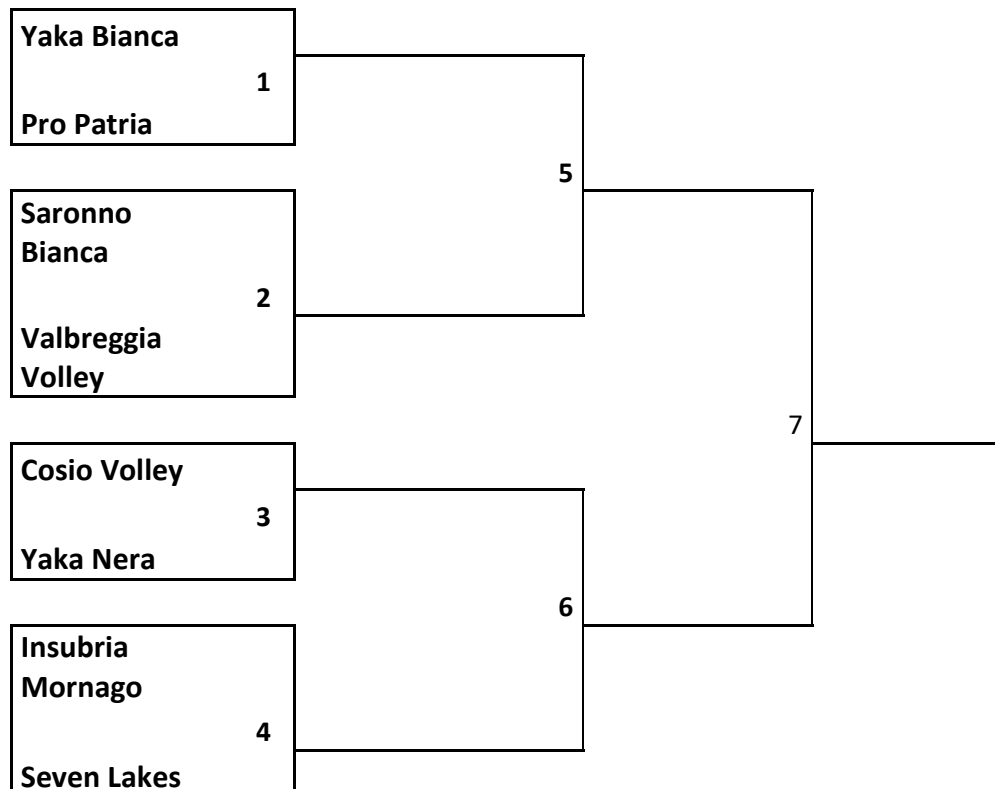 Yaka Bianca
1
Pro Patria
5
Saronno
Bianca
2
Valbreggia
Volley
7
Cosio Volley
3
Yaka Nera
6
Insubria
Mornago
4
Seven Lakes